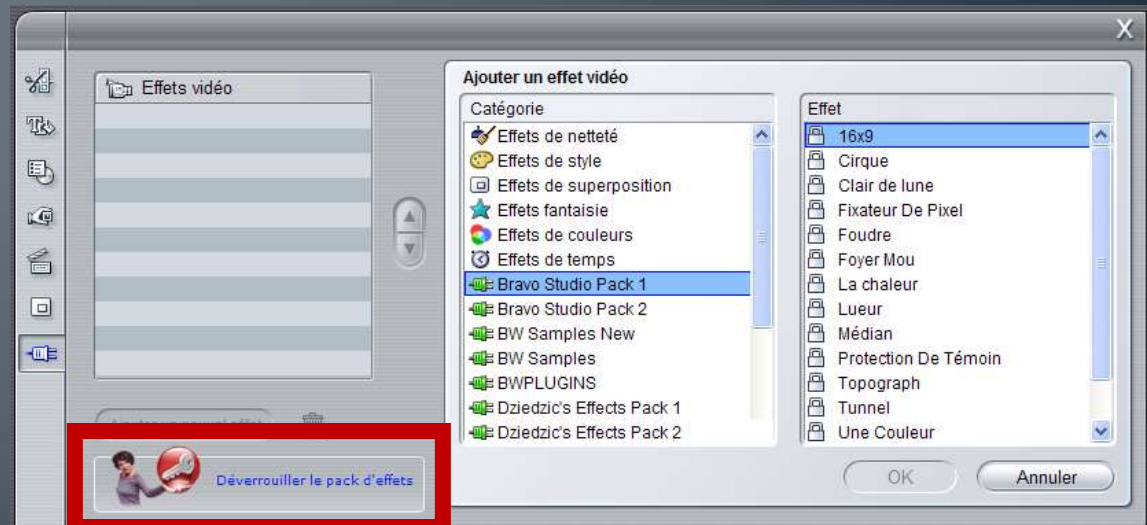 X
Effets vidéo
Ajouter un effet vidéo
Catégorie
Effets de netteté
Effets de style
Effets de superposition
Effets fantaisie
Effets de couleurs
Effets de temps
Bravo Studio Pack 1
Bravo Studio Pack 2
BW Samples New
BW Samples
BWPLUGINS
Dziedzic's Effects Pack 1
Dziedzic's Effects Pack 2
Effet
16x9
Cirque
Clair de lune
Fixateur De Pixel
Foudre
Foyer Mou
La chaleur
Lueur
Médian
Protection De Témoin
Topograph
Tunnel
Une Couleur
Déverrouiller le pack d'effets
OK
Annuler